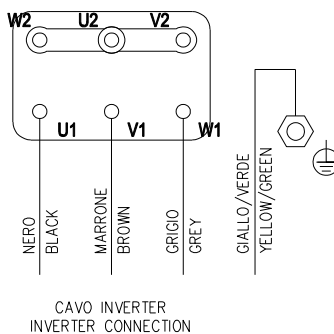 W2 U2 V2
U1 V1 W1
NERO
BLACK
MARRONE
BROWN
GRIGIO
GREY
GIALLO/VERDE
YELLOW/GREEN
CAVO INVERTER
INVERTER CONNECTION